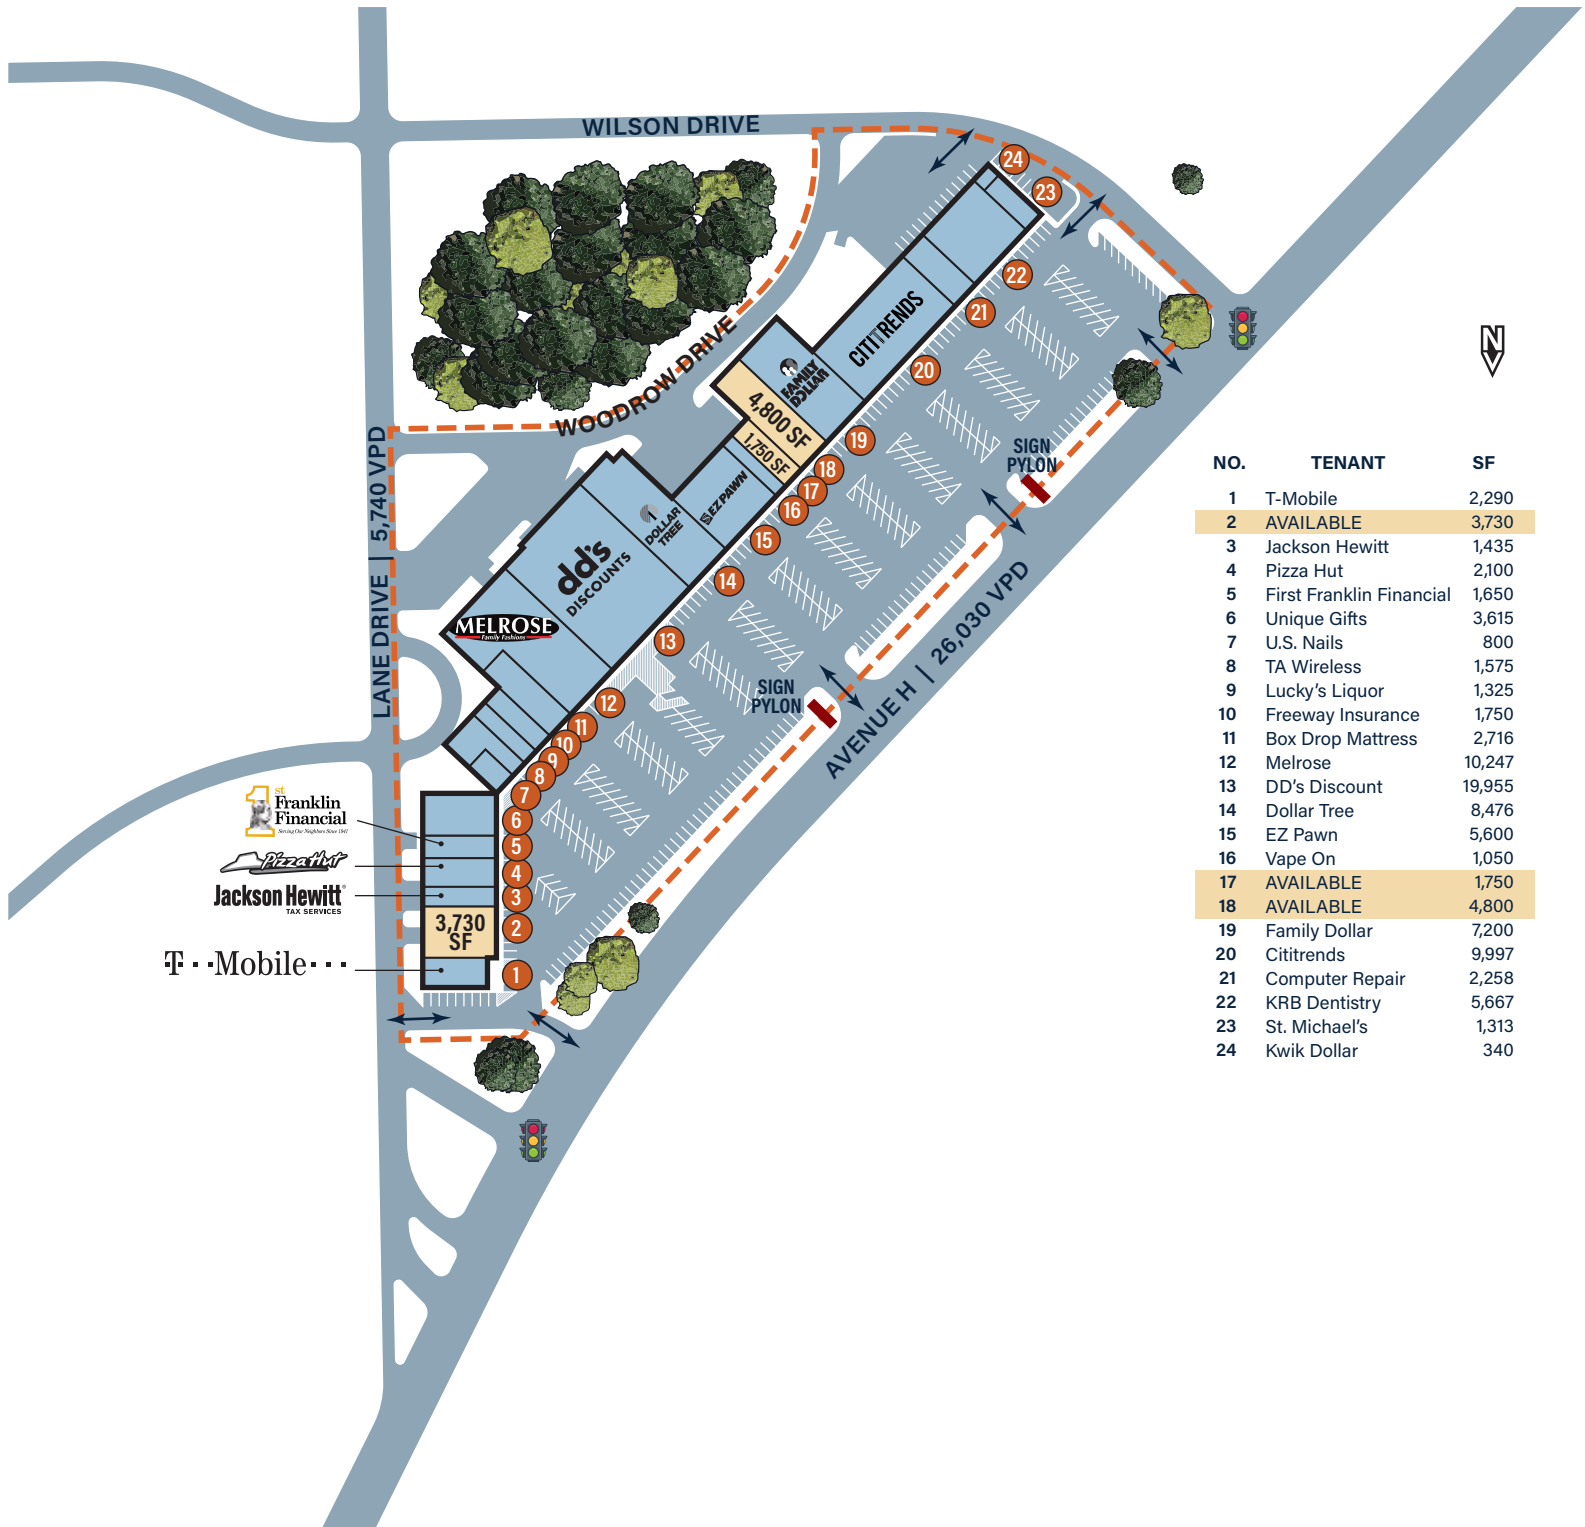 WILSON DRIVE
24
23
22
21
CITITRENDS
20
FAMILY
DOLLAR
WOODROW DRIVE
4,800 SF
1,750 SF
19
18
17
16
15
14
13
12
11
10
9
8
7
6
5
4
3
2
1
EZ PAWN
DOLLAR
TREE
dd's
DISCOUNTS
MELROSE
Family Fashions
LANE DRIVE | 5,740 VPD
SIGN
PYLON
SIGN
PYLON
AVENUE H | 26,030 VPD
1st
Franklin
Financial
Serving Our Neighbors Since 1941
Pizza Hut
Jackson Hewitt®
TAX SERVICES
3,730
SF
T··Mobile···
N
NO. TENANT SF
1 T-Mobile 2,290
2 AVAILABLE 3,730
3 Jackson Hewitt 1,435
4 Pizza Hut 2,100
5 First Franklin Financial 1,650
6 Unique Gifts 3,615
7 U.S. Nails 800
8 TA Wireless 1,575
9 Lucky's Liquor 1,325
10 Freeway Insurance 1,750
11 Box Drop Mattress 2,716
12 Melrose 10,247
13 DD's Discount 19,955
14 Dollar Tree 8,476
15 EZ Pawn 5,600
16 Vape On 1,050
17 AVAILABLE 1,750
18 AVAILABLE 4,800
19 Family Dollar 7,200
20 Cititrends 9,997
21 Computer Repair 2,258
22 KRB Dentistry 5,667
23 St. Michael's 1,313
24 Kwik Dollar 340